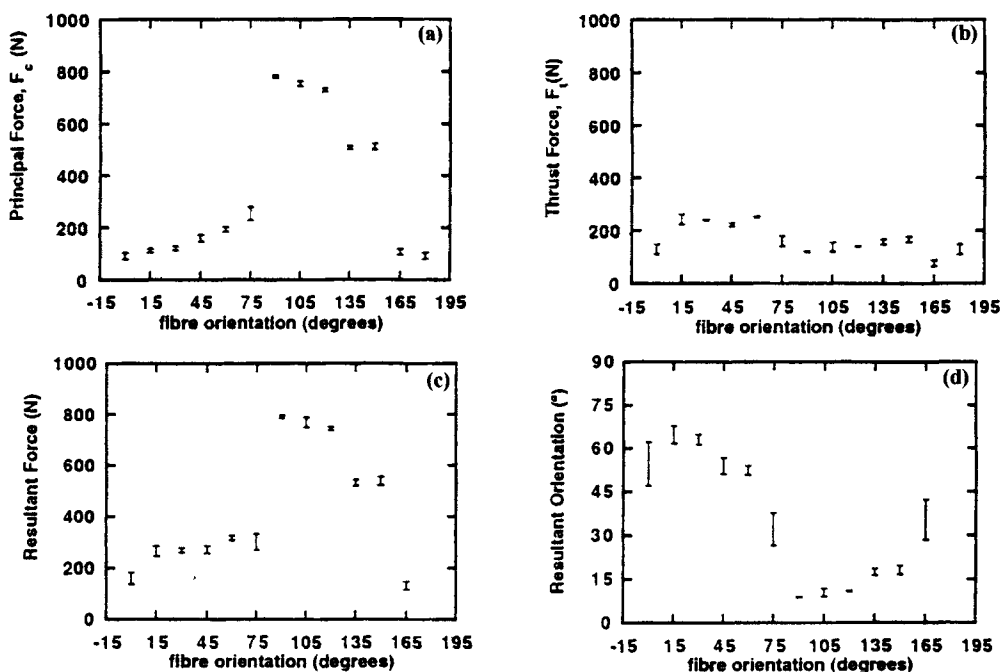 (a)
Principal Force, F c (N)
1000
800
600
400
200
0
-15 15 45 75 105 135 165 195
fibre orientation (degrees)
(b)
Thrust Force, F t (N)
1000
800
600
400
200
0
-15 15 45 75 105 135 165 195
fibre orientation (degrees)
(c)
Resultant Force (N)
1000
800
600
400
200
0
-15 15 45 75 105 135 165 195
fibre orientation (degrees)
(d)
Resultant Orientation (°)
90
75
60
45
30
15
0
-15 15 45 75 105 135 165 195
fibre orientation (degrees)